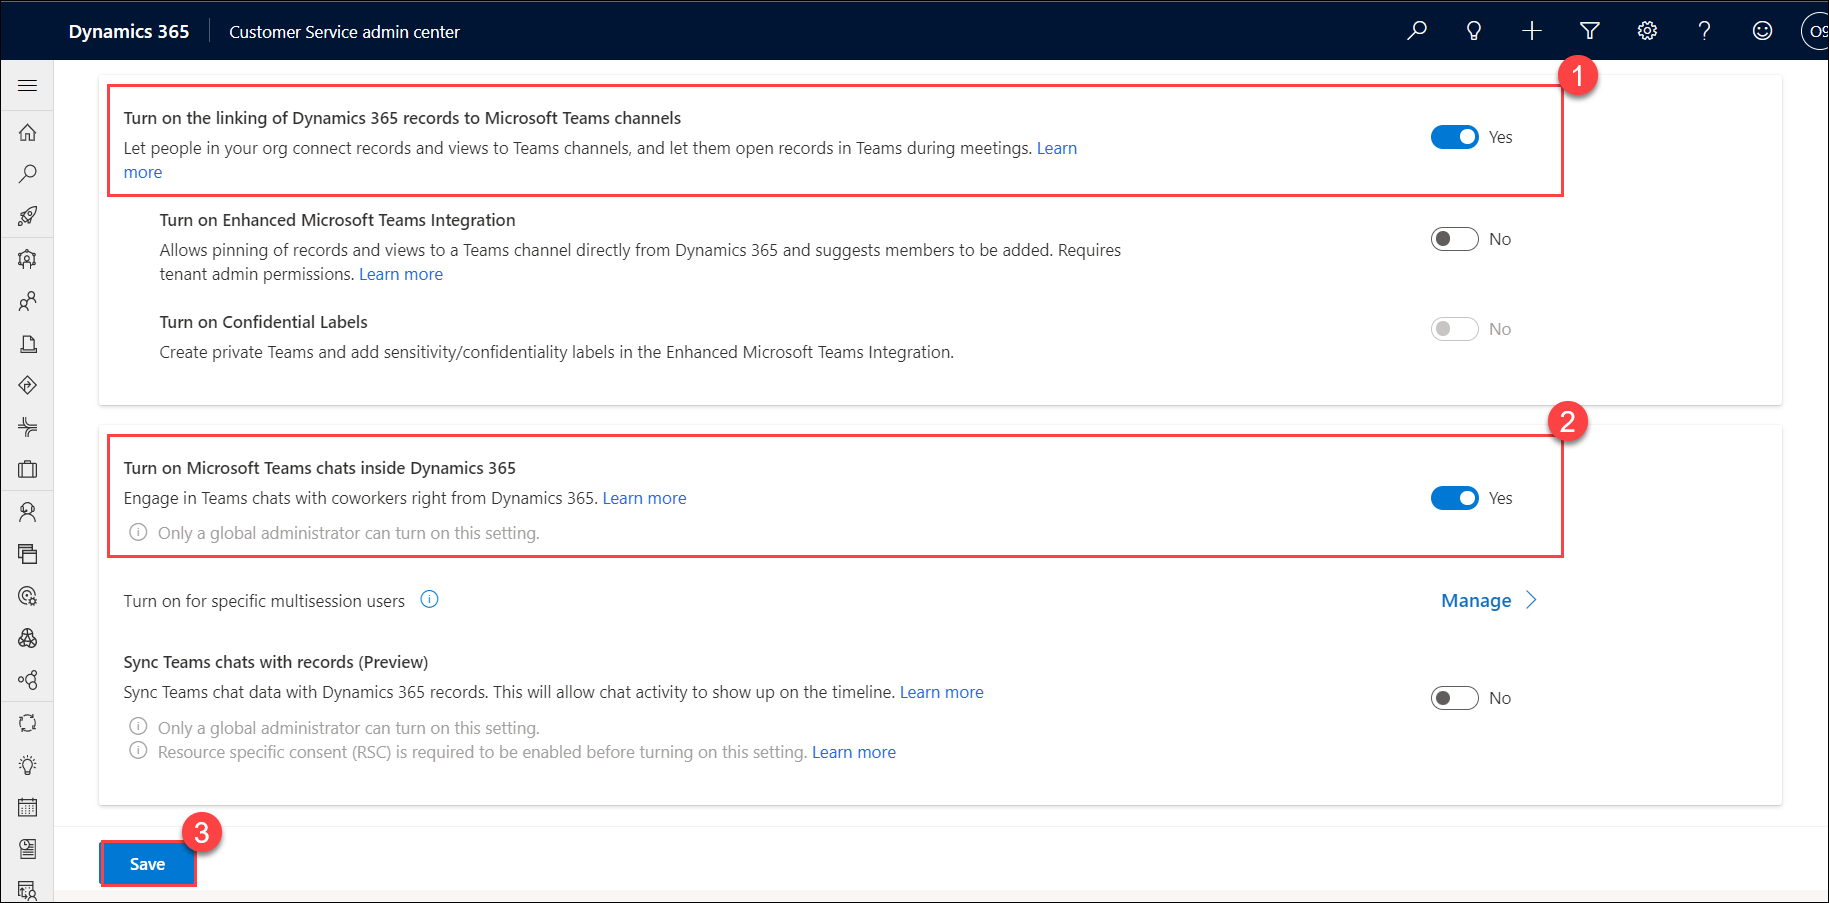 Dynamics 365
Customer Service admin center
O9
1
Turn on the linking of Dynamics 365 records to Microsoft Teams channels
Let people in your org connect records and views to Teams channels, and let them open records in Teams during meetings. Learn
more
Yes
Turn on Enhanced Microsoft Teams Integration
Allows pinning of records and views to a Teams channel directly from Dynamics 365 and suggests members to be added. Requires
tenant admin permissions. Learn more
No
Turn on Confidential Labels
Create private Teams and add sensitivity/confidentiality labels in the Enhanced Microsoft Teams Integration.
No
2
Turn on Microsoft Teams chats inside Dynamics 365
Engage in Teams chats with coworkers right from Dynamics 365. Learn more
Only a global administrator can turn on this setting.
Yes
Turn on for specific multisession users
Manage
Sync Teams chats with records (Preview)
Sync Teams chat data with Dynamics 365 records. This will allow chat activity to show up on the timeline. Learn more
No
Only a global administrator can turn on this setting.
Resource specific consent (RSC) is required to be enabled before turning on this setting. Learn more
3
Save